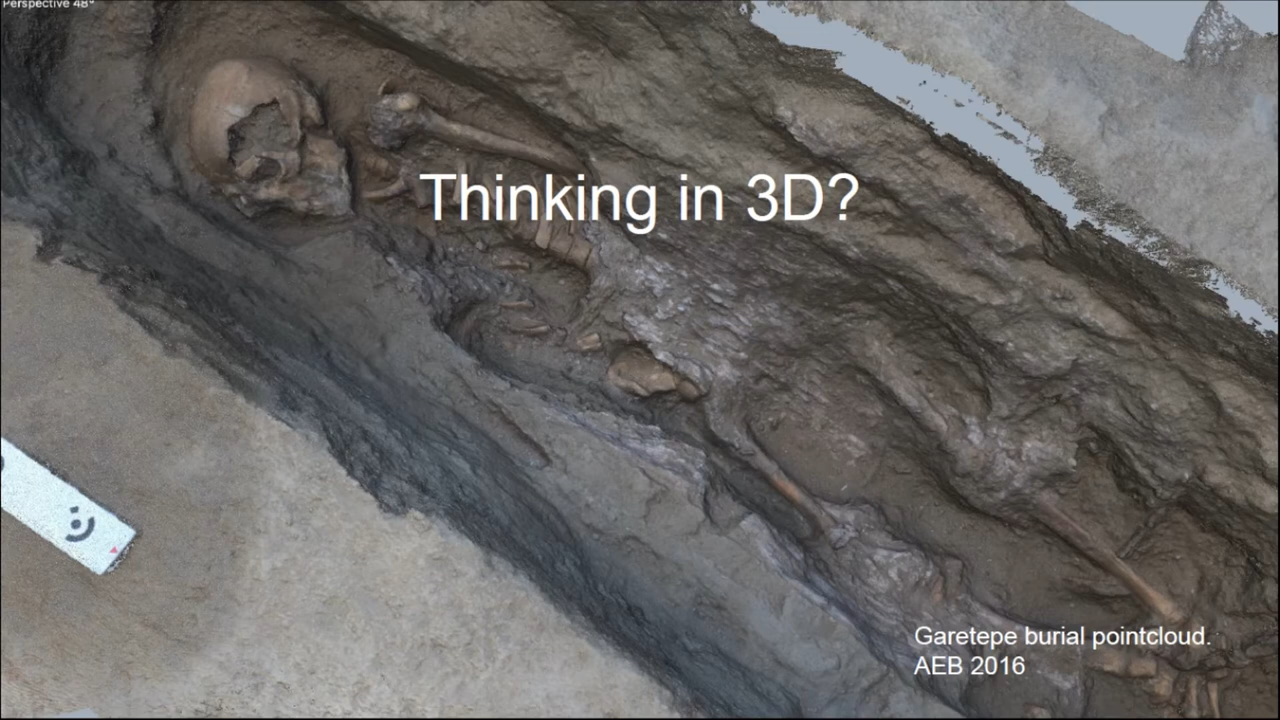 Perspective 48°
Thinking in 3D?
Garetepe burial pointcloud.
AEB 2016